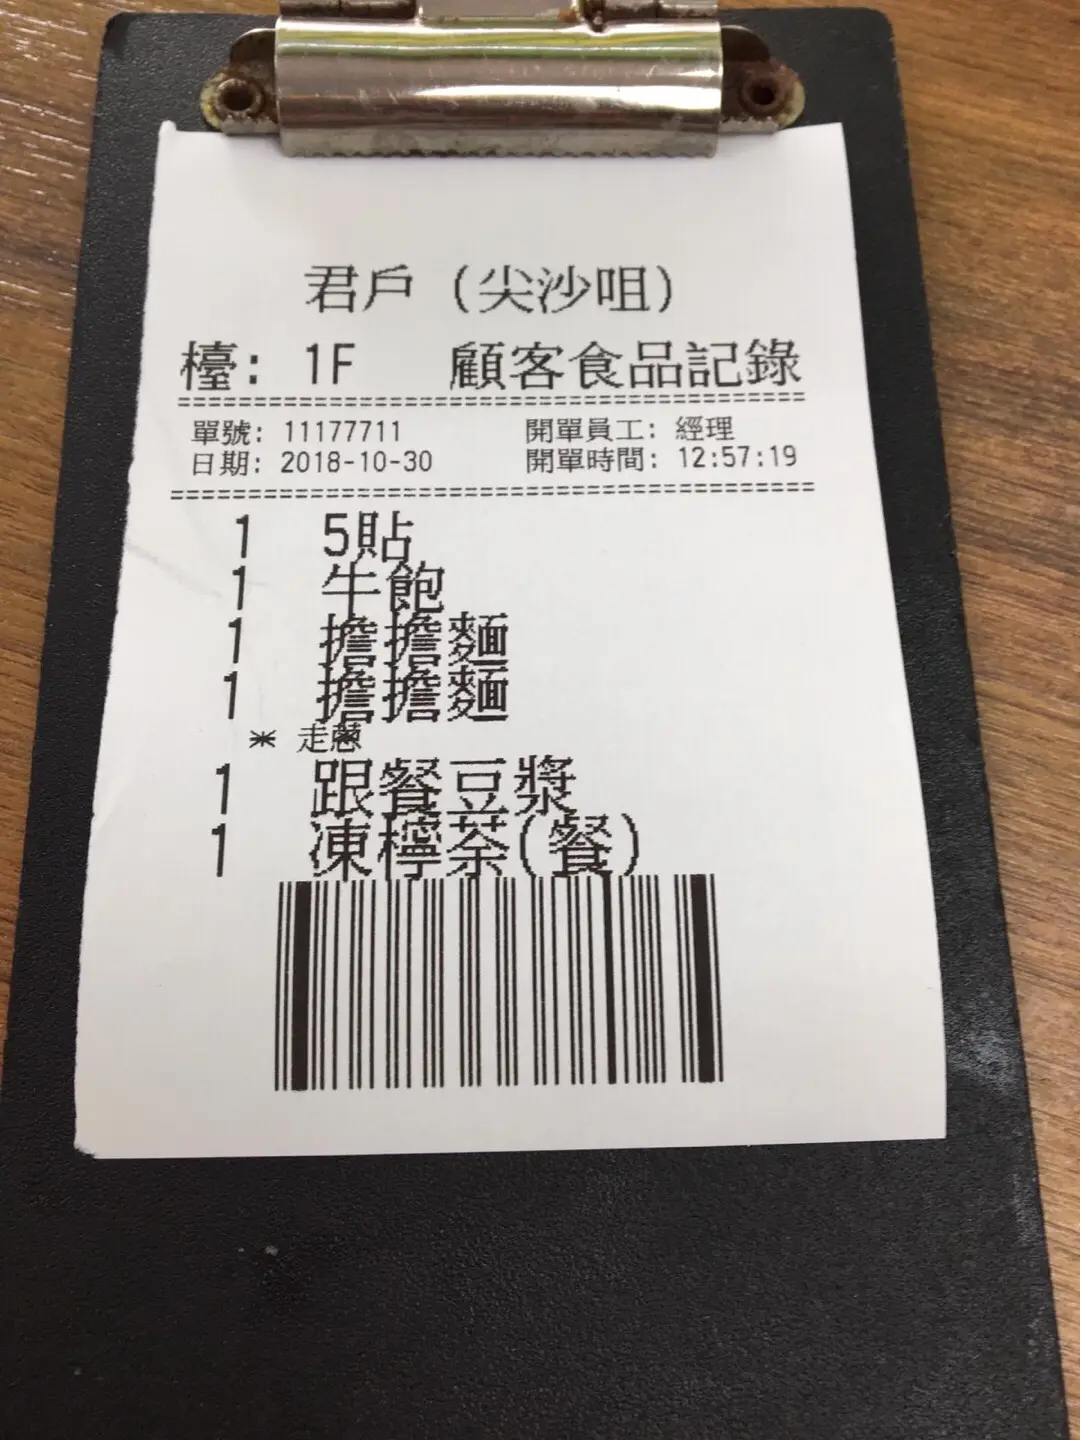 君戶（尖沙咀）
檯: 1F 顧客食品記錄
單號: 11177711 開單員工: 經理
日期: 2018-10-30 開單時間: 12:57:19
1 5貼
1 牛飽
1 擔擔麵
1 擔擔麵
* 走蔥
1 跟餐豆漿
1 凍檸茶(餐)